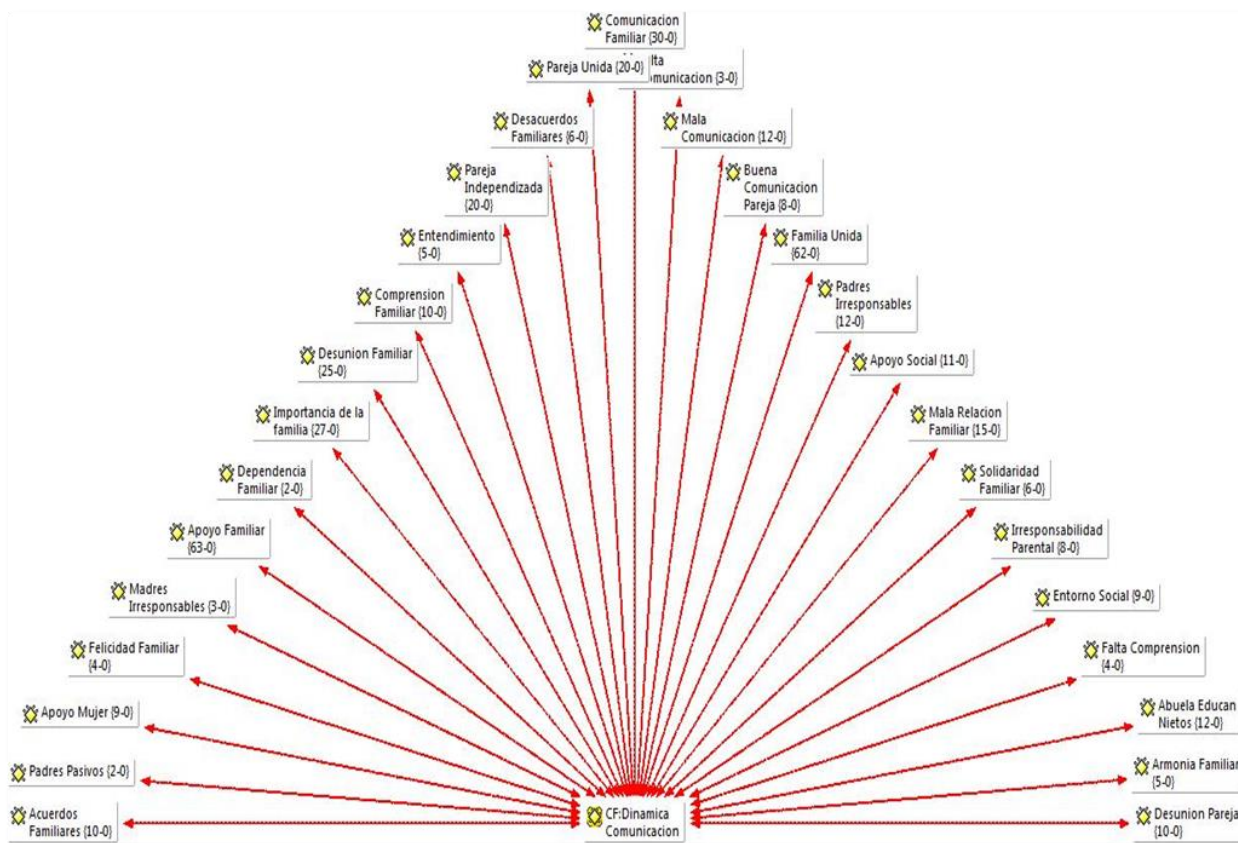 Comunicacion
Familiar {30-0}
Pareja Unida {20-0}
{3-0}
Desacuerdos
Familiares {6-0}
Mala
Comunicacion {12-0}
Pareja
Independizada
{20-0}
Buena
Comunicacion
Pareja {8-0}
Entendimiento
{5-0}
Familia Unida
{62-0}
Comprension
Familiar {10-0}
Padres
Irresponsables
{12-0}
Desunion Familiar
{25-0}
Apoyo Social {11-0}
Importancia de la
familia {27-0}
Mala Relacion
Familiar {15-0}
Dependencia
Familiar {2-0}
Solidaridad
Familiar {6-0}
Apoyo Familiar
{63-0}
Irresponsabilidad
Parental {8-0}
Madres
Irresponsables {3-0}
Entorno Social {9-0}
Felicidad Familiar
{4-0}
Falta Comprension
{4-0}
Apoyo Mujer {9-0}
Abuela Educan
Nietos {12-0}
Padres Pasivos {2-0}
Armonia Familiar
{5-0}
Acuerdos
Familiares {10-0}
CF:Dinamica
Comunicacion
Desunion Pareja
{10-0}